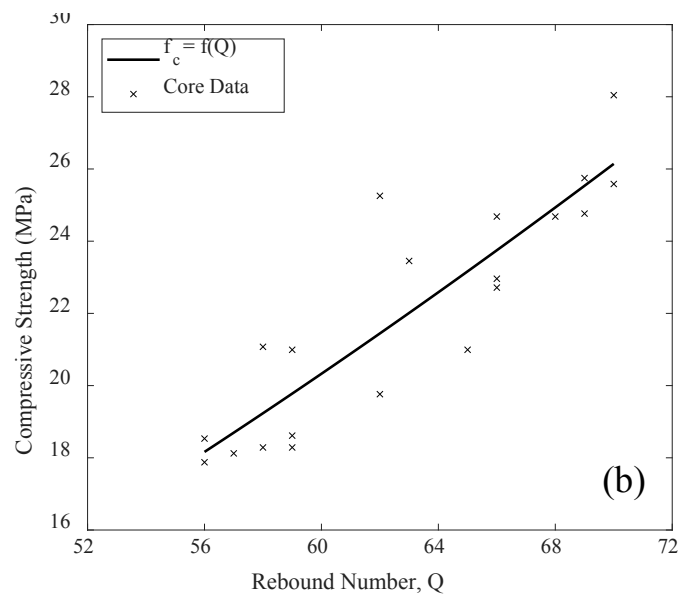 30
28
26
24
22
20
18
16
Compressive Strength (MPa)
f_c = f(Q)
Core Data
(b)
52 56 60 64 68 72
Rebound Number, Q